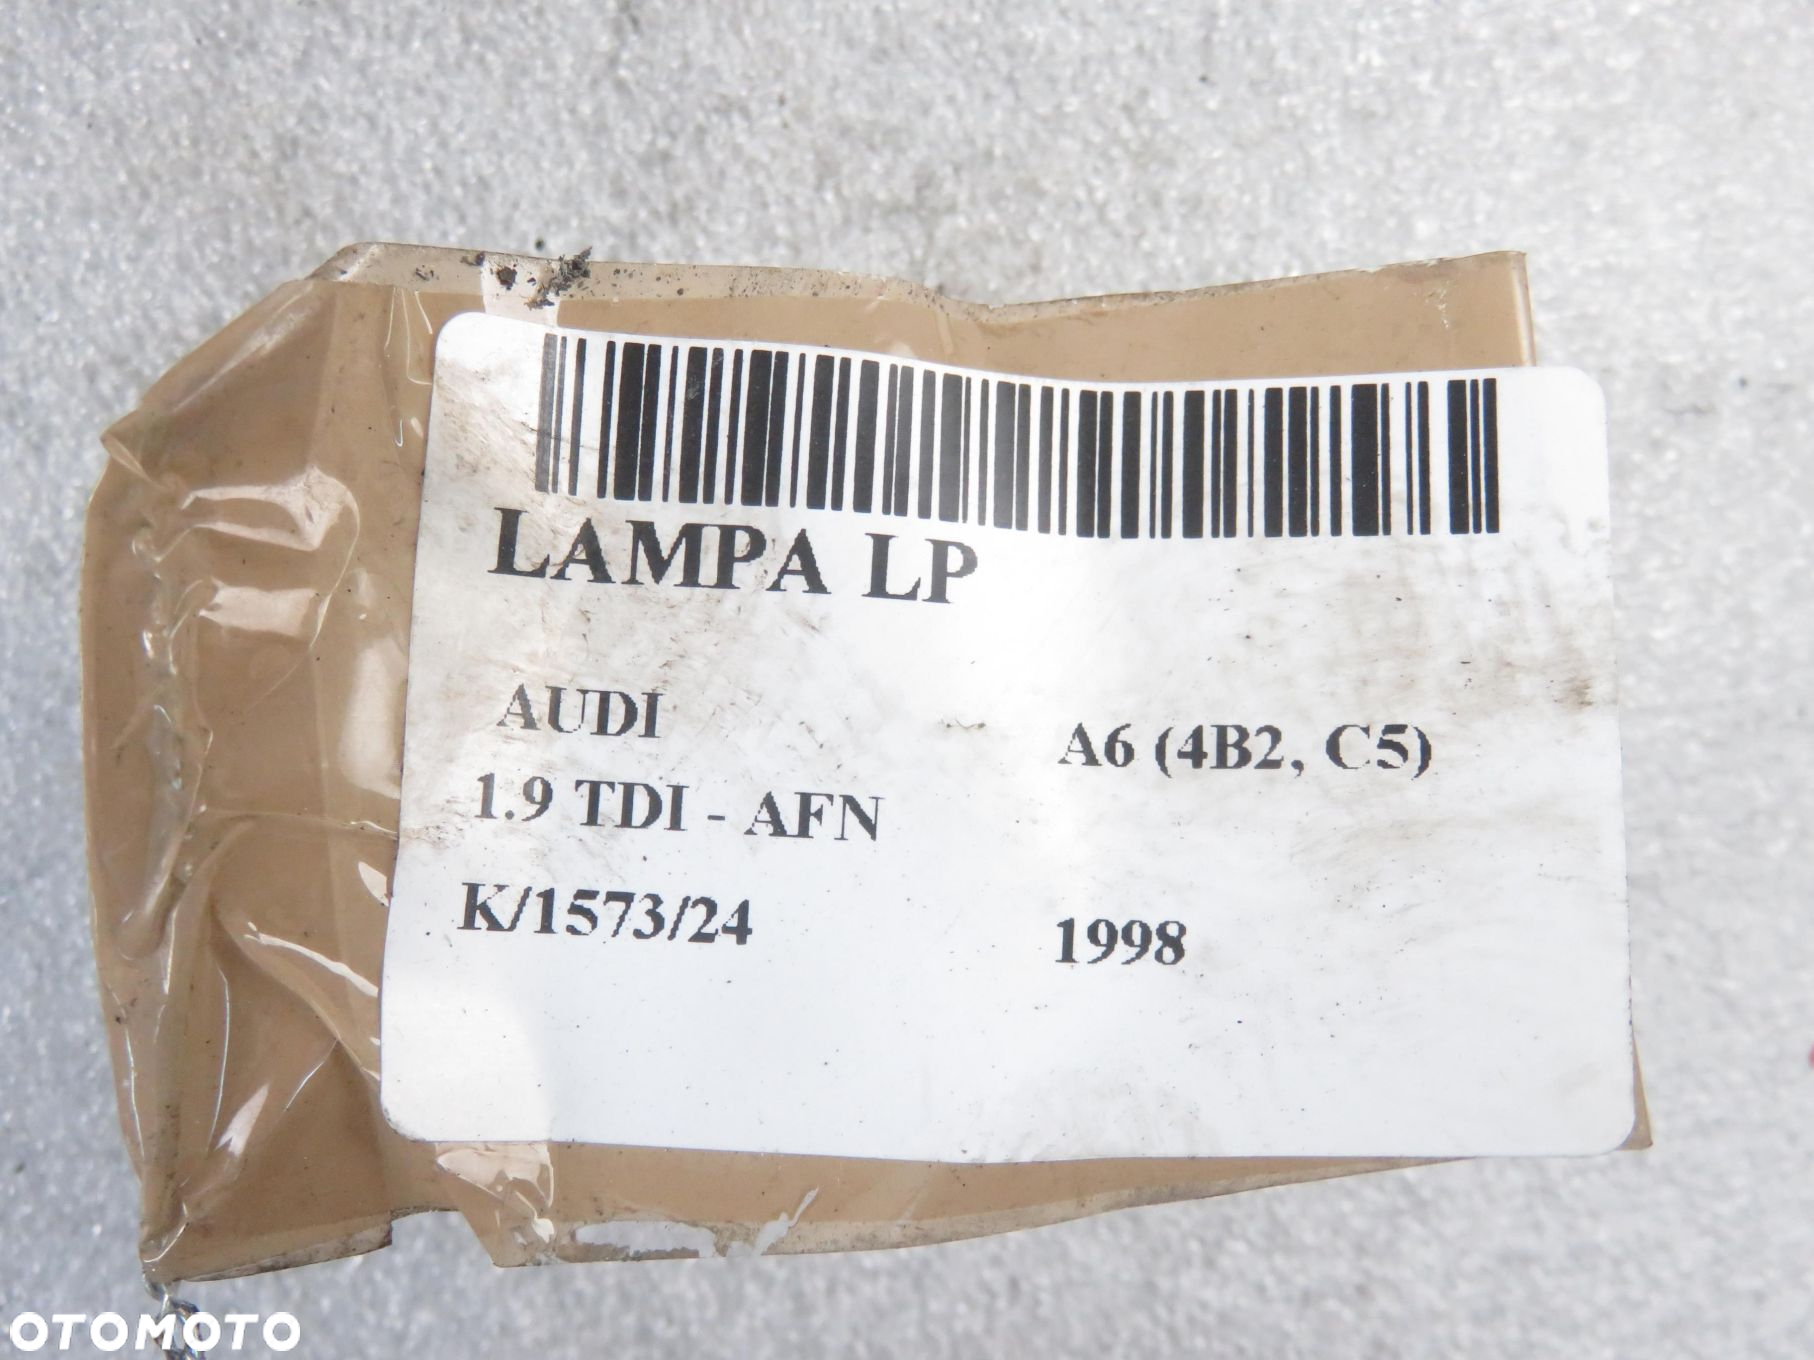 LAMPA LP
AUDI A6 (4B2, C5)
1.9 TDI - AFN
K/1573/24 1998
OTOMOTO